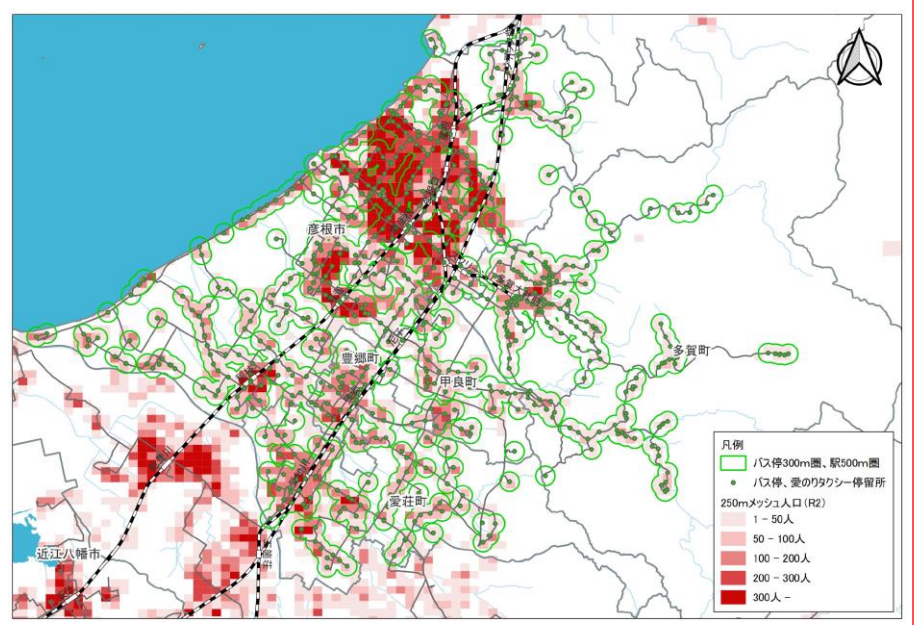 彦根市
豊郷町
多賀町
甲良町
愛荘町
近江八幡市
凡例
バス停300m圏、駅500m圏
バス停、愛のりタクシー停留所
250mメッシュ人口(R2)
1 - 50人
50 - 100人
100 - 200人
200 - 300人
300人 -